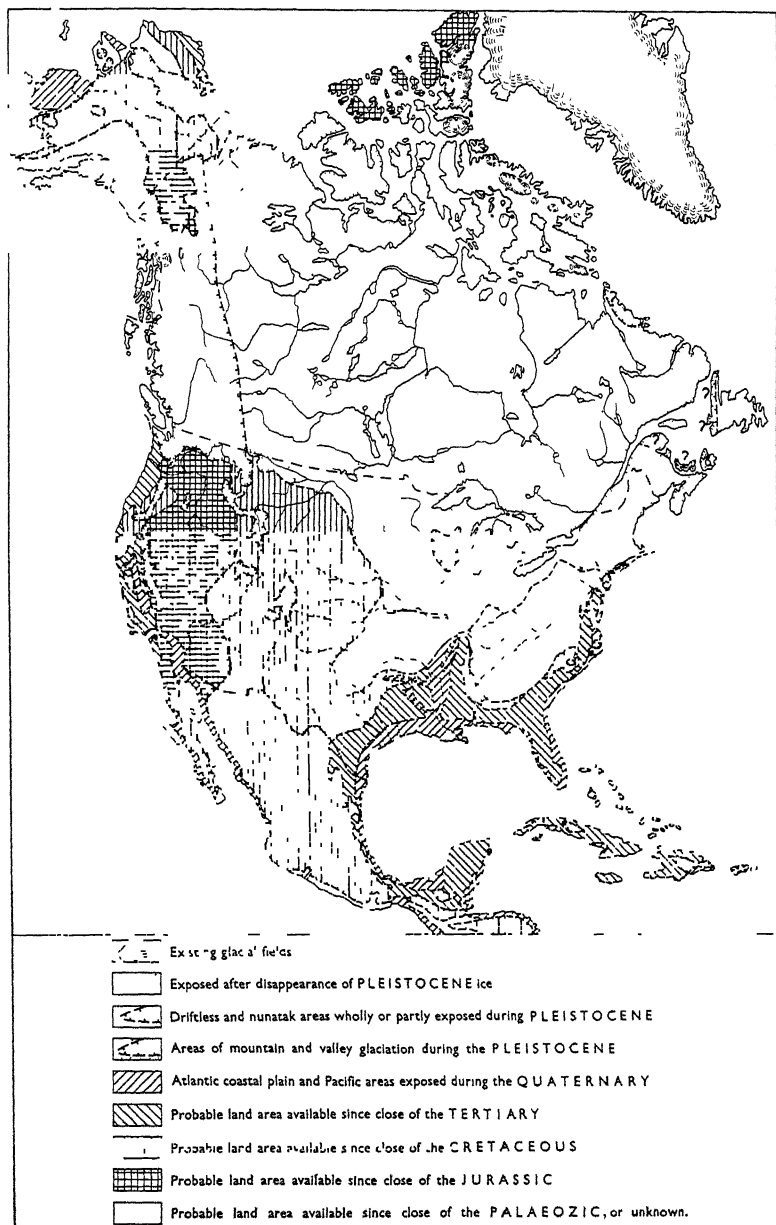 Existing glacial fields
Exposed after disappearance of PLEISTOCENE ice
Driftless and nunatak areas wholly or partly exposed during PLEISTOCENE
Areas of mountain and valley glaciation during the PLEISTOCENE
Atlantic coastal plain and Pacific areas exposed during the QUATERNARY
Probable land area available since close of the TERTIARY
Probable land area available since close of the CRETACEOUS
Probable land area available since close of the JURASSIC
Probable land area available since close of the PALAEOZIC, or unknown.